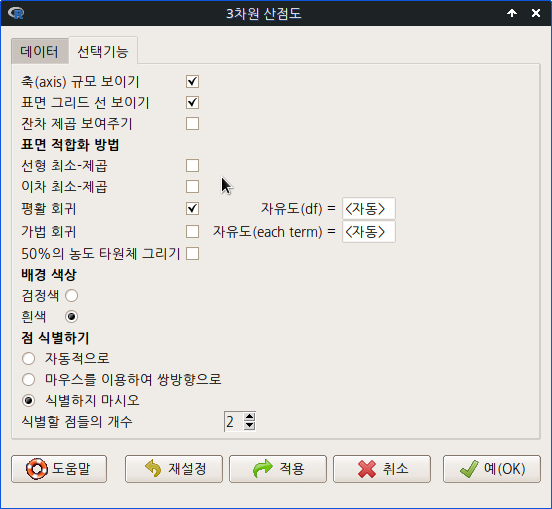 3차원 산점도
데이터 선택기능
축(axis) 규모 보이기
표면 그리드 선 보이기
잔차 제곱 보여주기
표면 적합화 방법
선형 최소-제곱
이차 최소-제곱
평활 회귀 자유도(df) = <자동>
가법 회귀 자유도(each term) = <자동>
50%의 농도 타원체 그리기
배경 색상
검정색
흰색
점 식별하기
자동적으로
마우스를 이용하여 쌍방향으로
식별하지 마시오
식별할 점들의 개수 2
도움말 재설정 적용 취소 예(OK)